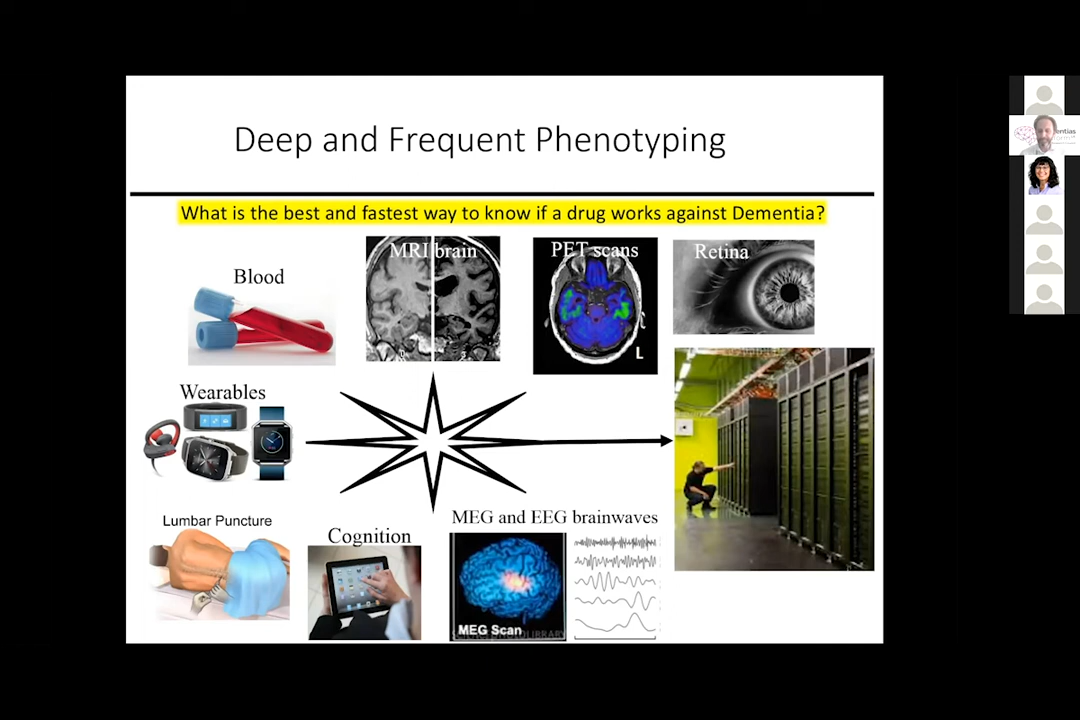 Deep and Frequent Phenotyping
What is the best and fastest way to know if a drug works against Dementia?
Blood
MRI brain
PET scans
L
Retina
Wearables
Lumbar Puncture
Cognition
MEG and EEG brainwaves
MEG Scan